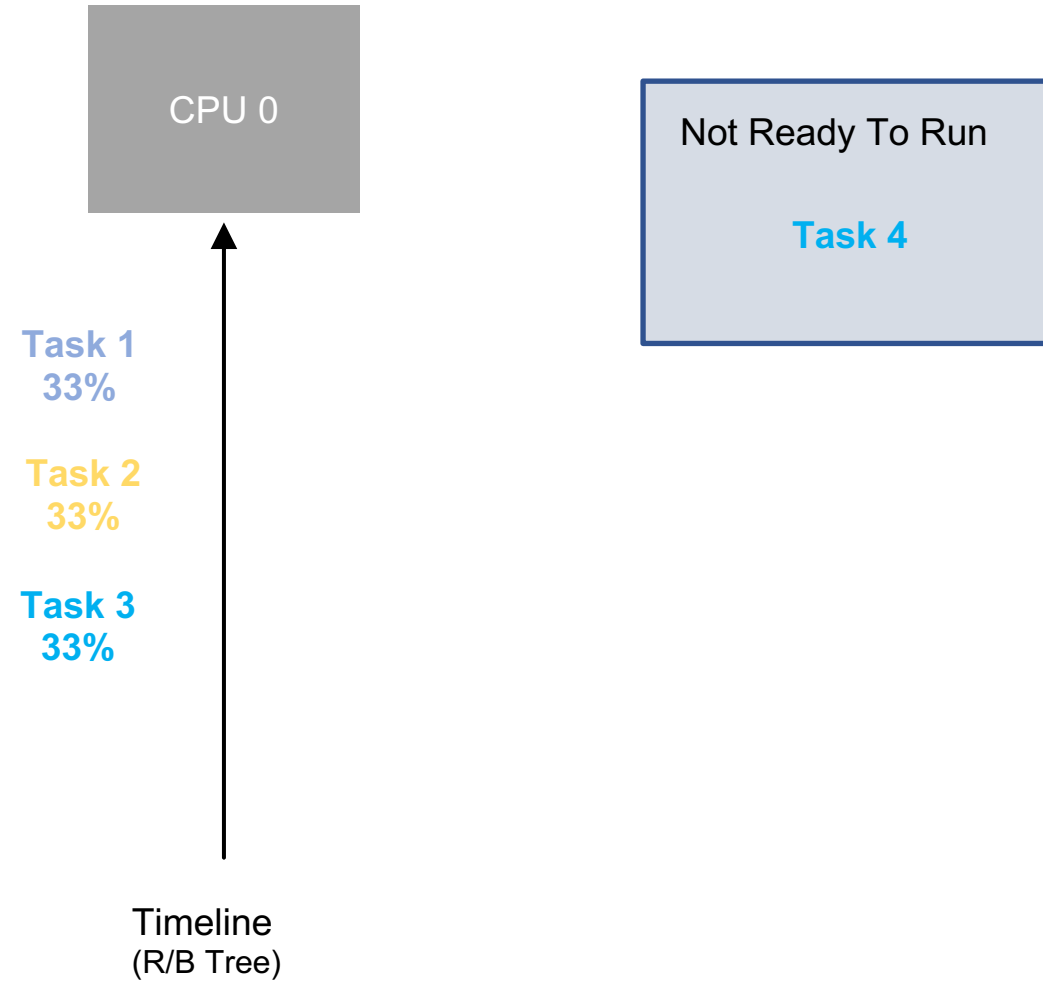 CPU 0
Not Ready To Run
Task 4
Task 1
33%
Task 2
33%
Task 3
33%
Timeline
(R/B Tree)